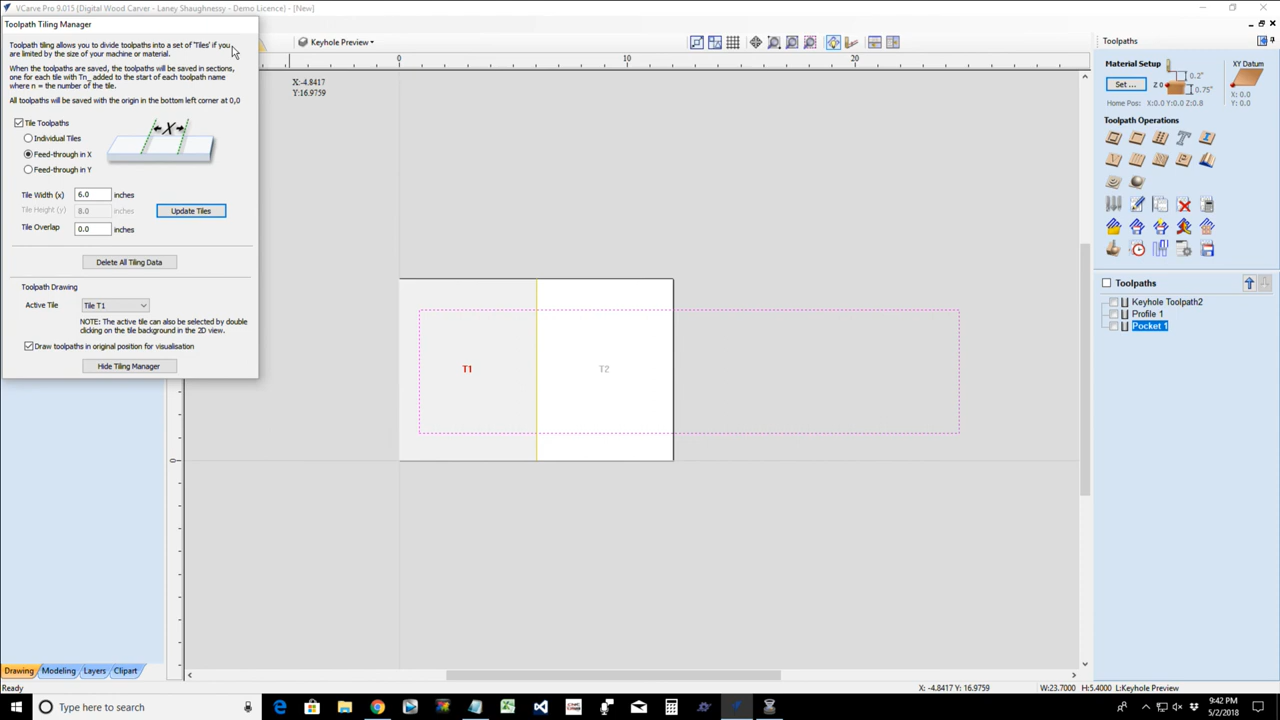 VCarve Pro 9.015 {Digital Wood Carver - Laney Shaughnessy - Demo Licence} - [New]
Toolpath Tiling Manager
Toolpath tiling allows you to divide toolpaths into a set of 'Tiles' if you
are limited by the size of your machine or material.
When the toolpaths are saved, the toolpaths will be saved in sections,
one for each tile with Tn_ added to the start of each toolpath name
where n = the number of the tile.
All toolpaths will be saved with the origin in the bottom left corner at 0,0
Tile Toolpaths
X
Individual Tiles
Feed-through in X
Feed-through in Y
Tile Width (x) 6.0 inches
Tile Height (y) 8.0 inches
Update Tiles
Tile Overlap 0.0 inches
Delete All Tiling Data
Toolpath Drawing
Active Tile Tile T1
NOTE: The active tile can also be selected by double
clicking on the tile background in the 2D view.
Draw toolpaths in original position for visualisation
Hide Tiling Manager
Keyhole Preview
0 10 20
X:-4.8417
Y:16.9759
T1 T2
0
Toolpaths
Material Setup
Set ...
Z 0
0.2"
0.75"
Home Pos: X:0.0 Y:0.0 Z:0.8
XY Datum
X: 0.0
Y: 0.0
Toolpath Operations
Toolpaths
Keyhole Toolpath2
Profile 1
Pocket 1
Drawing Modeling Layers Clipart
Ready
X: -4.8417 Y: 16.9759
W:23.7000 H:5.4000 L:Keyhole Preview
Type here to search
9:42 PM
5/2/2018